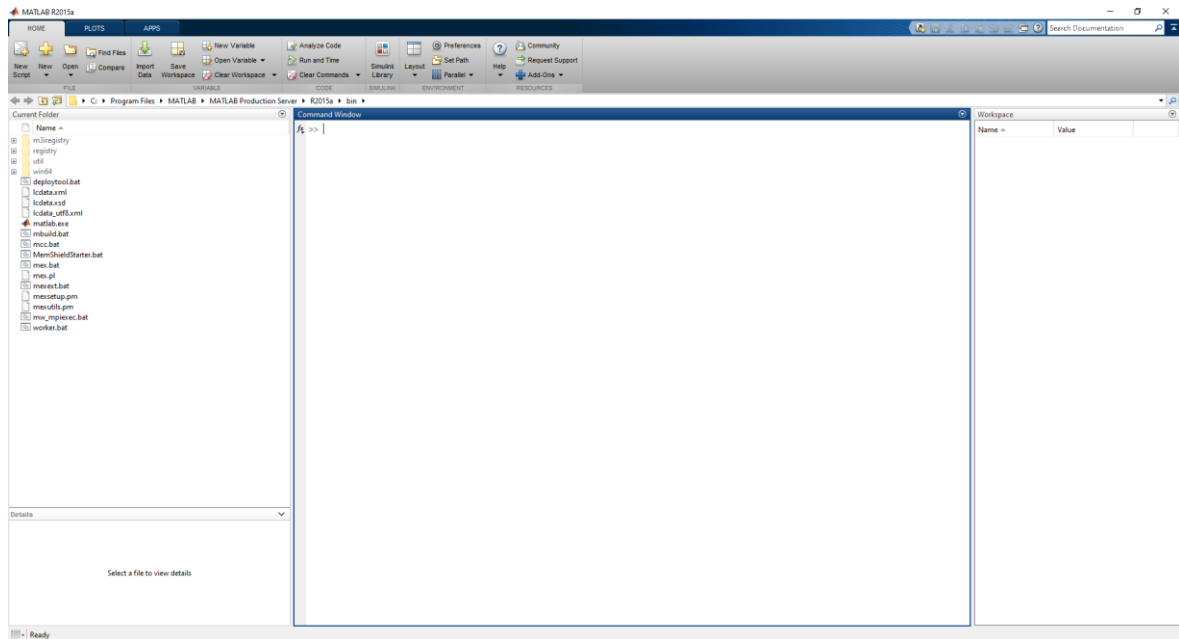 MATLAB R2015a
HOME PLOTS APPS
Search Documentation
New Script
New
Open
Find Files
Compare
Import Data
Save Workspace
New Variable
Open Variable
Clear Workspace
Analyze Code
Run and Time
Clear Commands
Simulink Library
Layout
Preferences
Set Path
Parallel
Help
Community
Request Support
Add-Ons
FILE VARIABLE CODE SIMULINK ENVIRONMENT RESOURCES
C: Program Files MATLAB MATLAB Production Server R2015a bin
Current Folder
Name
m3iregistry
registry
util
win64
deploytool.bat
lcdata.xml
lcdata.xsd
lcdata_utf8.xml
matlab.exe
mbuild.bat
mcc.bat
MemShieldStarter.bat
mex.bat
mex.pl
mexext.bat
mexsetup.pm
mexutils.pm
mw_mpiexec.bat
worker.bat
Details
Select a file to view details
Command Window
fx >>
Workspace
Name Value
Ready